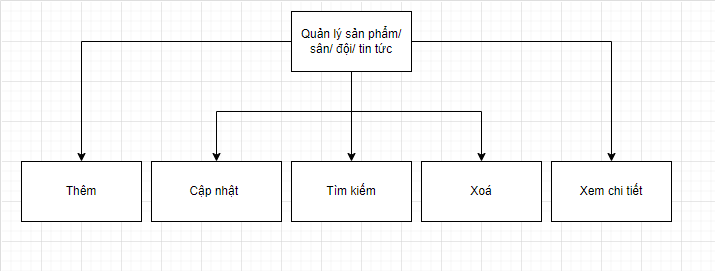 Quản lý sản phẩm/
sân/ đội/ tin tức
Thêm
Cập nhật
Tìm kiếm
Xoá
Xem chi tiết